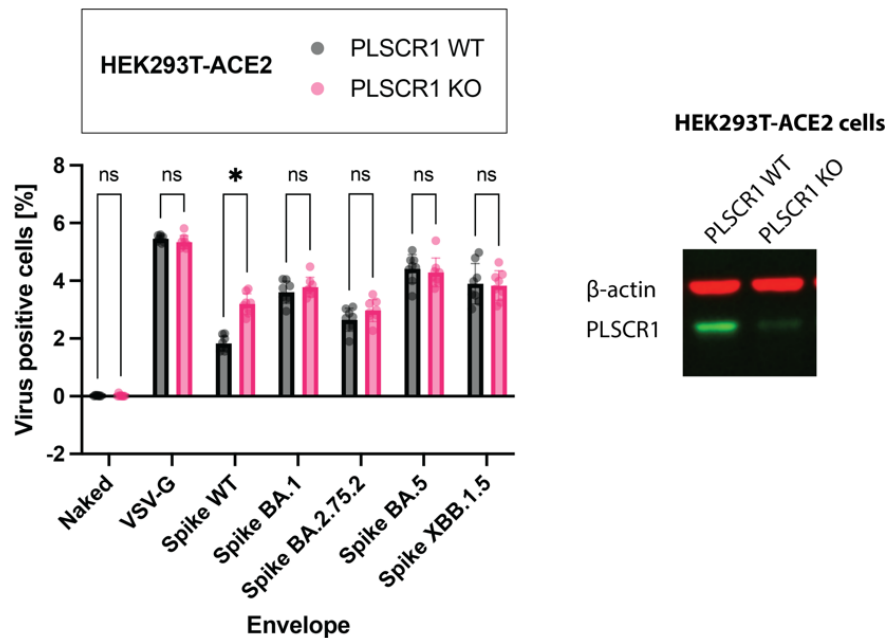 HEK293T-ACE2
PLSCR1 WT
PLSCR1 KO
Virus positive cells [%]
8
6
4
2
0
-2
ns
ns
*
ns
ns
ns
ns
Naked
VSV-G
Spike WT
Spike BA.1
Spike BA.2.75.2
Spike BA.5
Spike XBB.1.5
Envelope
HEK293T-ACE2 cells
PLSCR1 WT
PLSCR1 KO
β-actin
PLSCR1